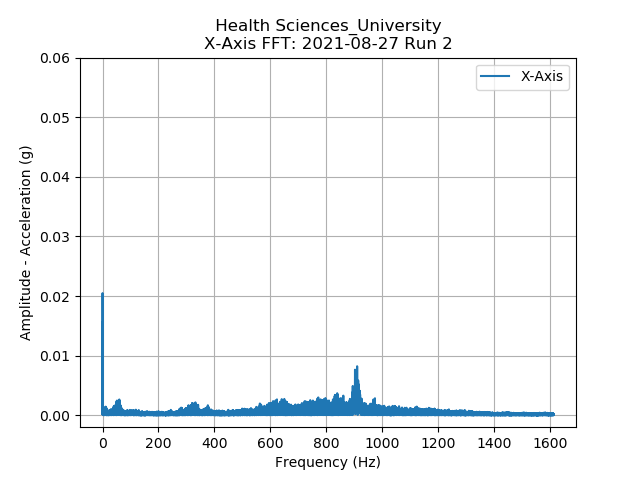 Health Sciences_University
X-Axis FFT: 2021-08-27 Run 2
X-Axis
0.06
0.05
0.04
0.03
0.02
0.01
0.00
Amplitude - Acceleration (g)
0 200 400 600 800 1000 1200 1400 1600
Frequency (Hz)